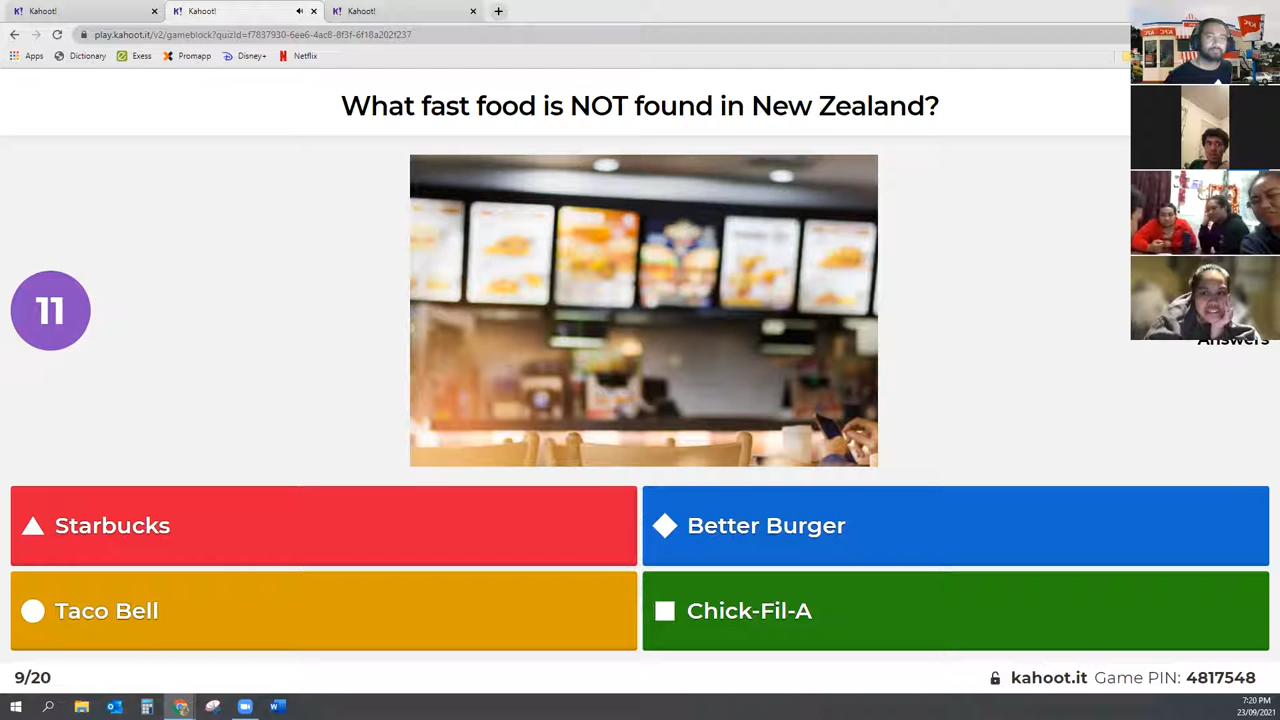 Kahoot!
Kahoot!
Kahoot!
play.kahoot.it/v2/gameblock?quizId=f7837930-6ee6-4a62-8f3f-6f18a202f237
Apps
Dictionary
Exess
Promapp
Disney+
Netflix
What fast food is NOT found in New Zealand?
11
Answers
Starbucks
Better Burger
Taco Bell
Chick-Fil-A
9/20
kahoot.it Game PIN: 4817548
7:20 PM
23/09/2021